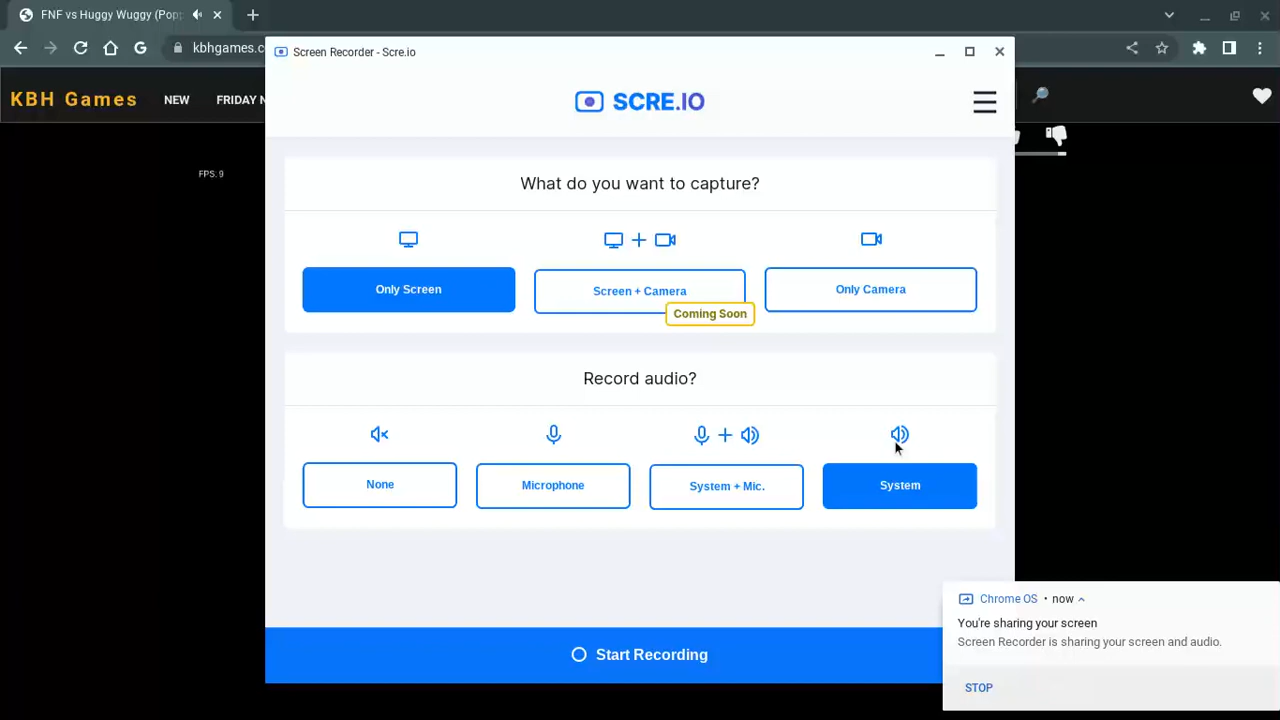 FNF vs Huggy Wuggy (Pop
kbhgames.c
Screen Recorder - Scre.io
KBH Games
NEW
FRIDAY N
SCRE.IO
FPS: 9
What do you want to capture?
Only Screen
Screen + Camera
Only Camera
Coming Soon
Record audio?
None
Microphone
System + Mic.
System
Chrome OS • now
You're sharing your screen
Screen Recorder is sharing your screen and audio.
STOP
Start Recording